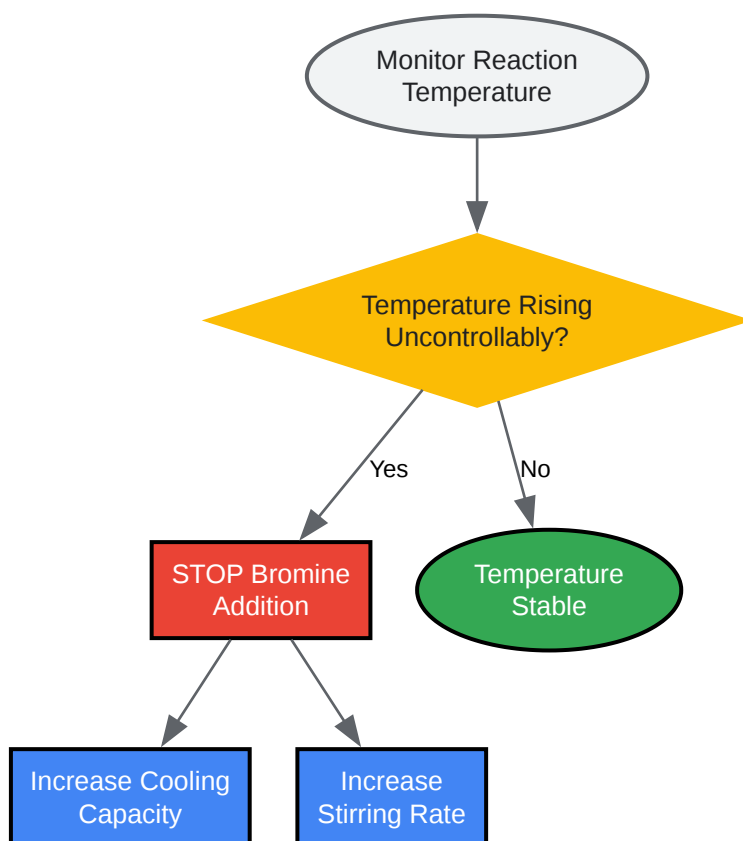 Monitor Reaction
Temperature
Temperature Rising
Uncontrollably?
Yes
No
STOP Bromine
Addition
Temperature
Stable
Increase Cooling
Capacity
Increase
Stirring Rate